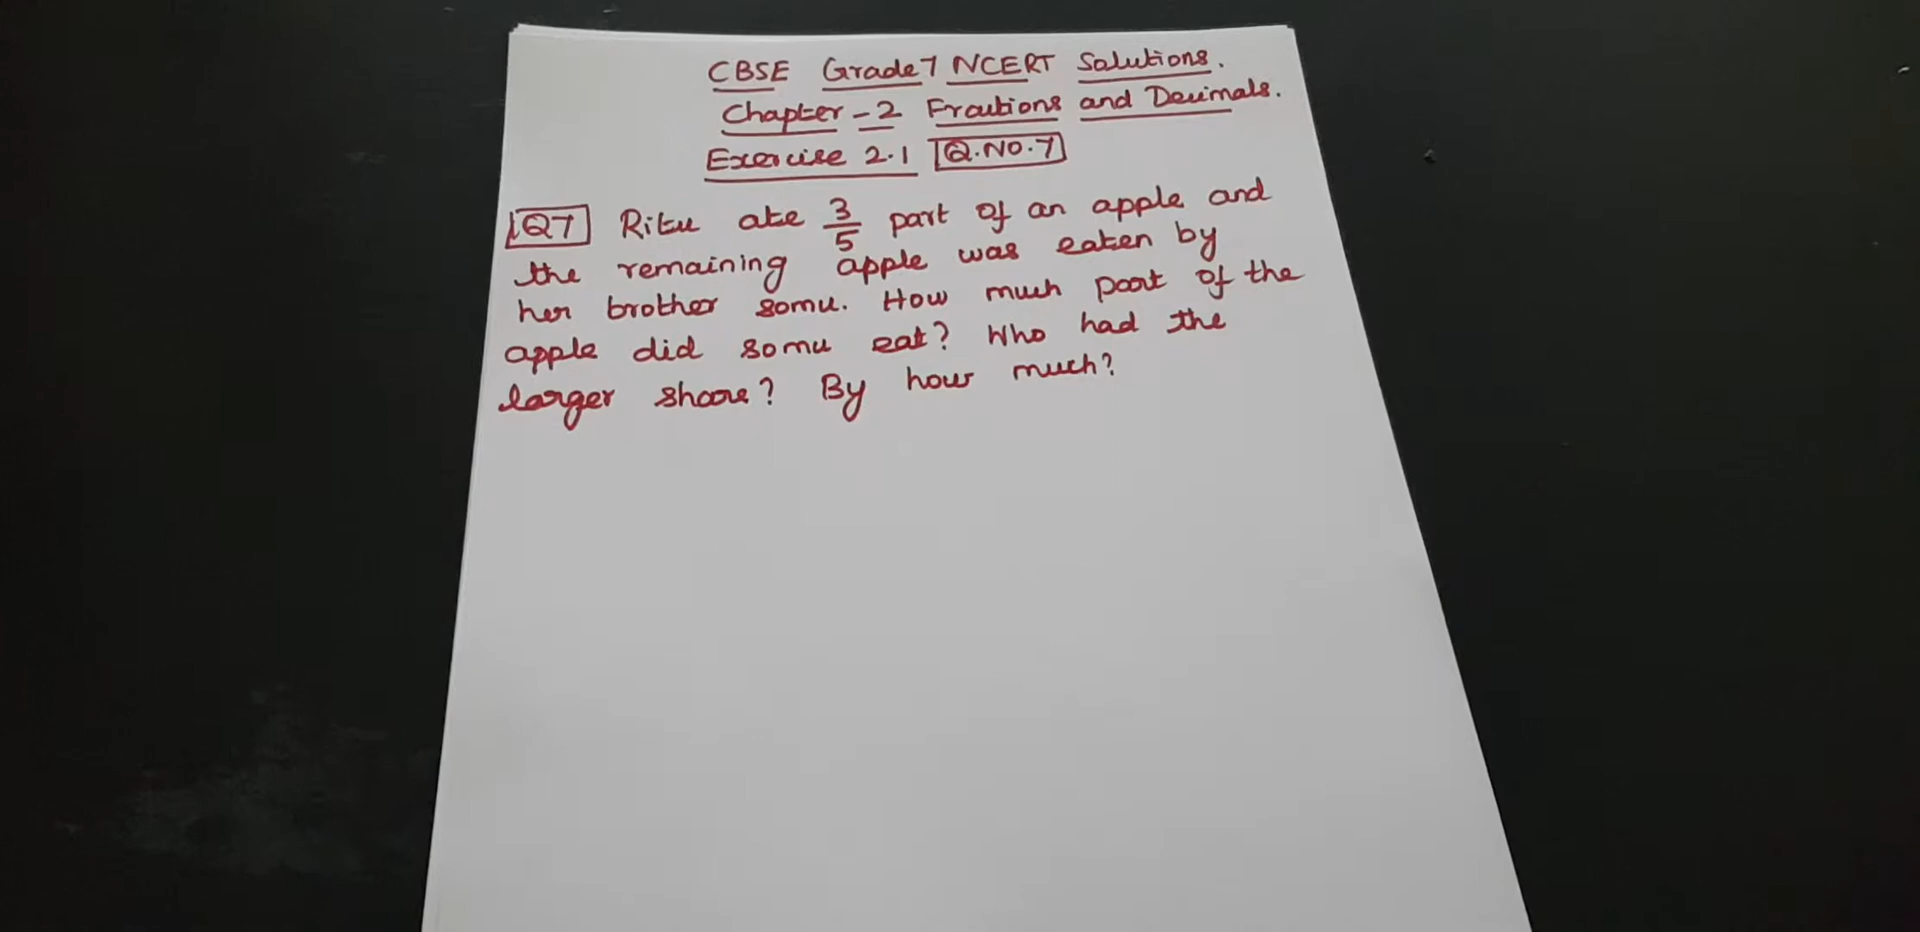 CBSE Grade 7 NCERT Solutions.
Chapter - 2 Fractions and Decimals.
Exercise 2.1 Q.NO.7
Q7 Ritu ate 3/5 part of an apple and
the remaining apple was eaten by
her brother somu. How much part of the
apple did somu eat? Who had the
larger share? By how much?